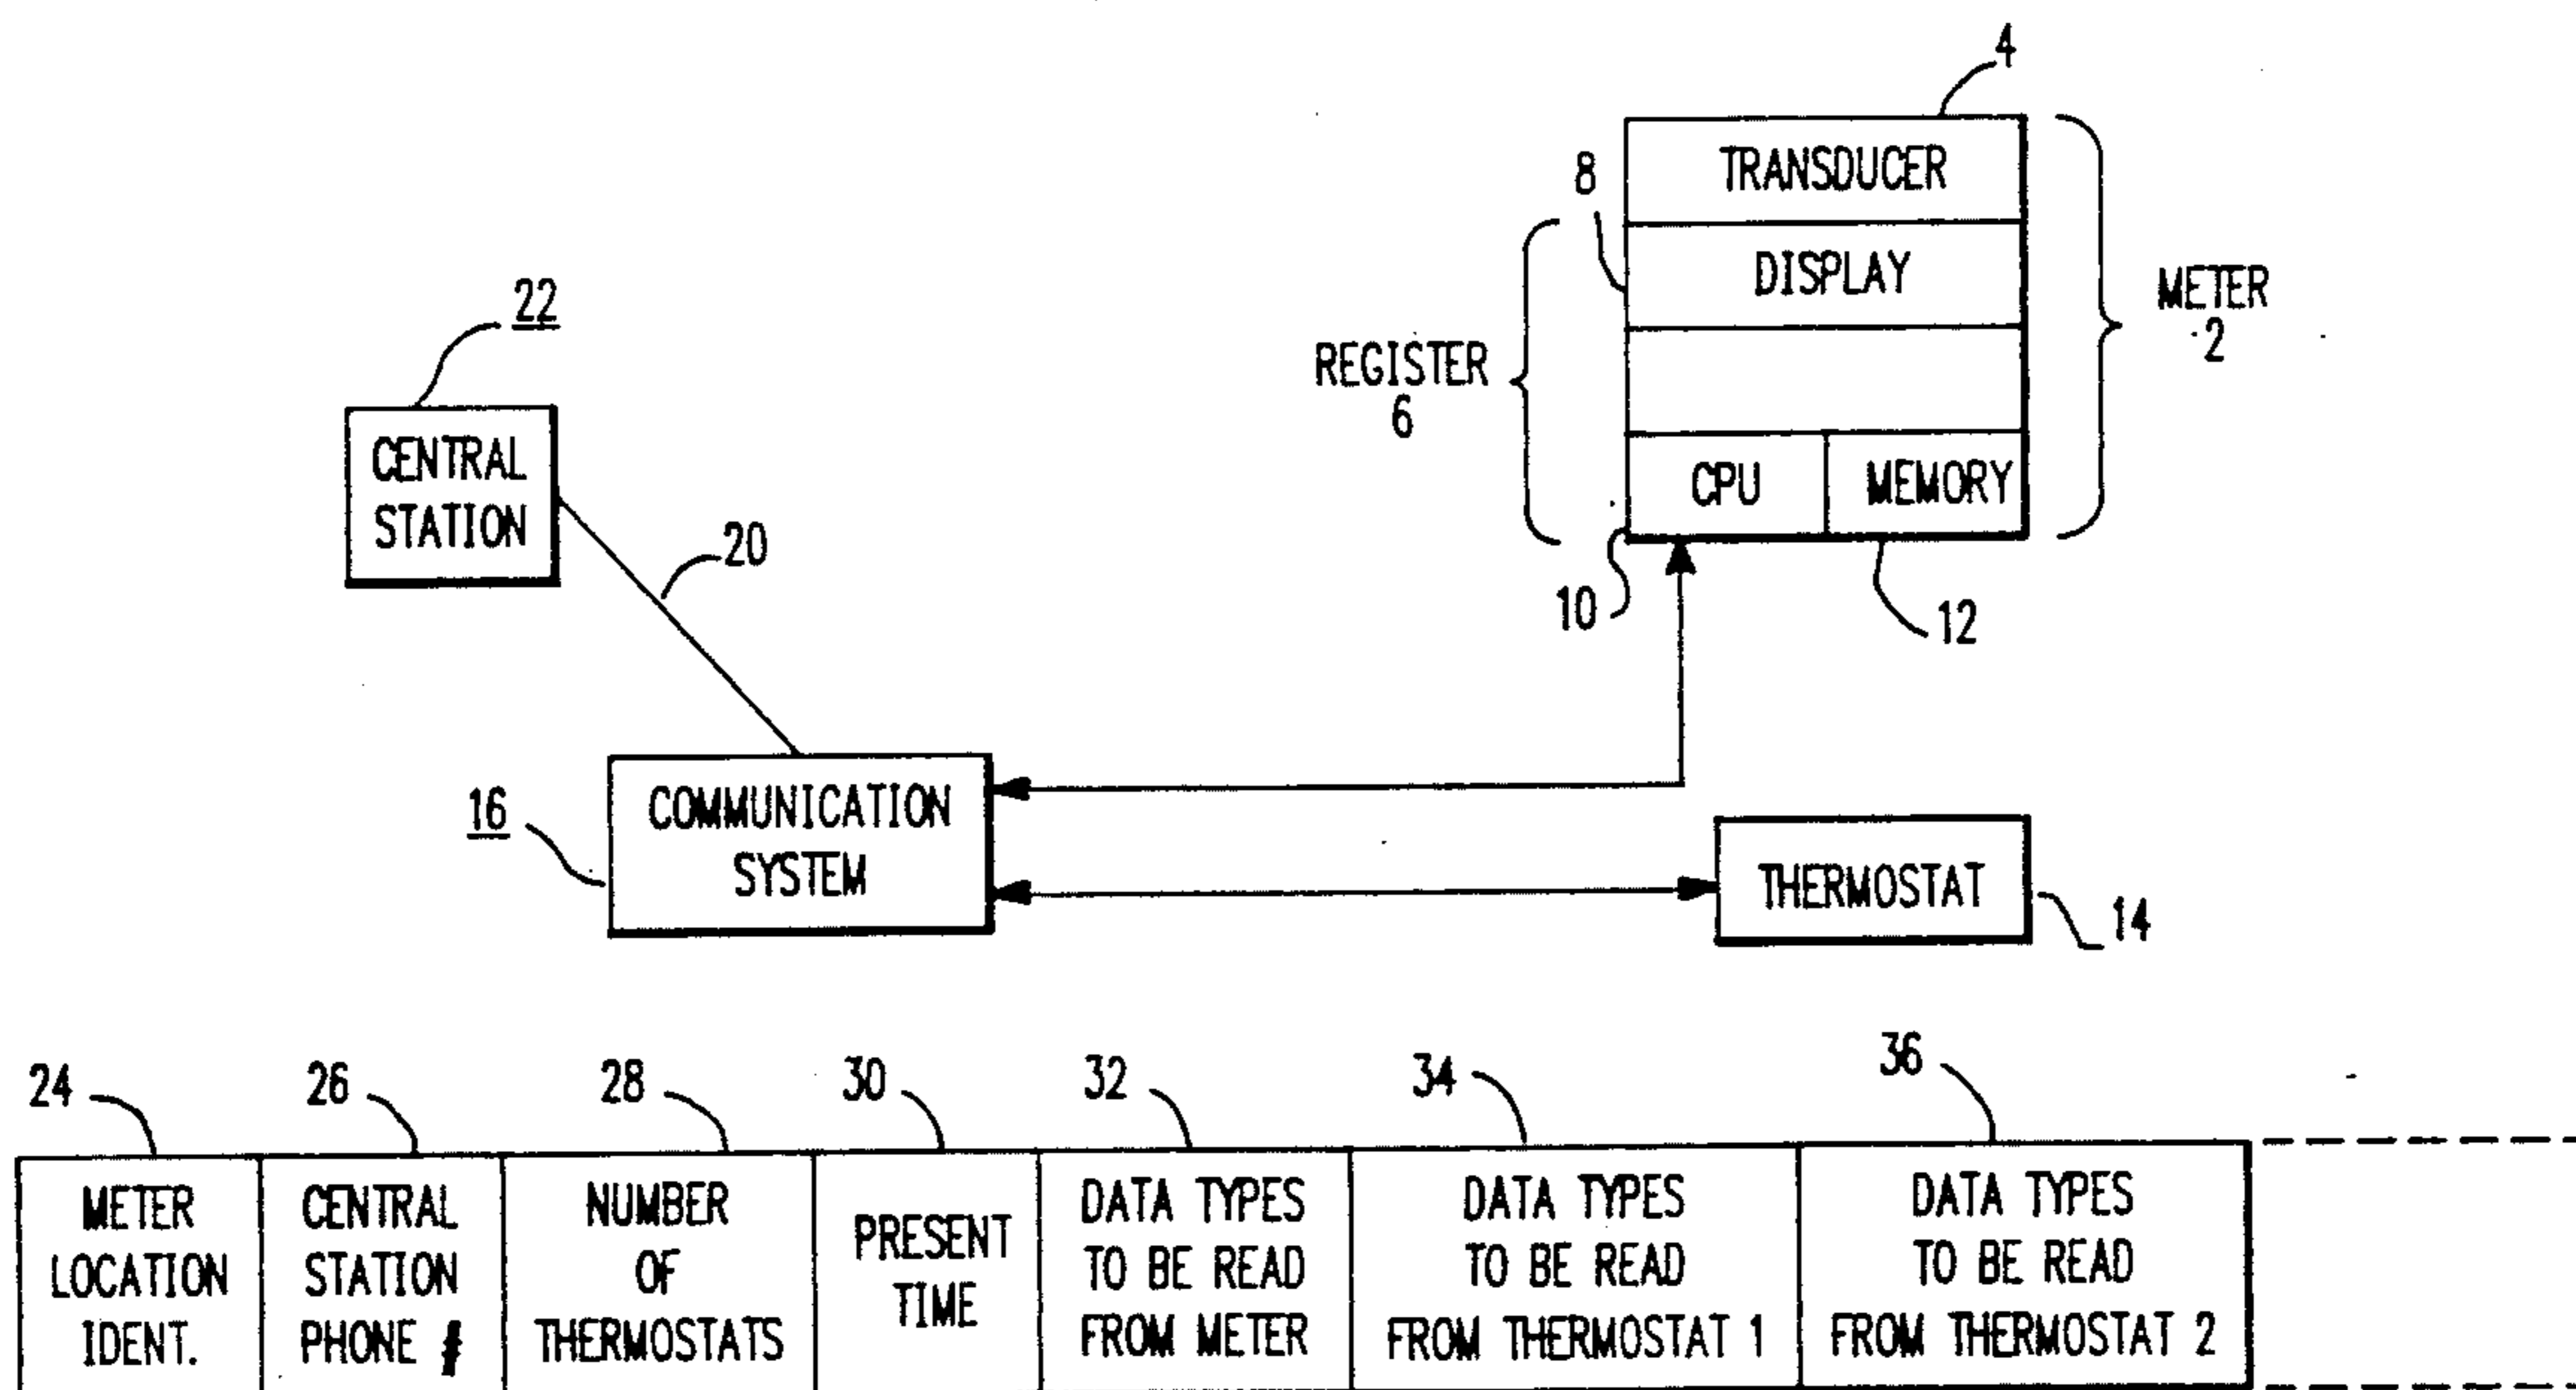 4
TRANSDUCER
8
DISPLAY
METER
2
REGISTER
6
22
CENTRAL
STATION
CPU
MEMORY
20
10
12
16
COMMUNICATION
SYSTEM
THERMOSTAT
14
24
26
28
30
32
34
36
METER
LOCATION
IDENT.
CENTRAL
STATION
PHONE #
NUMBER
OF
THERMOSTATS
PRESENT
TIME
DATA TYPES
TO BE READ
FROM METER
DATA TYPES
TO BE READ
FROM THERMOSTAT 1
DATA TYPES
TO BE READ
FROM THERMOSTAT 2